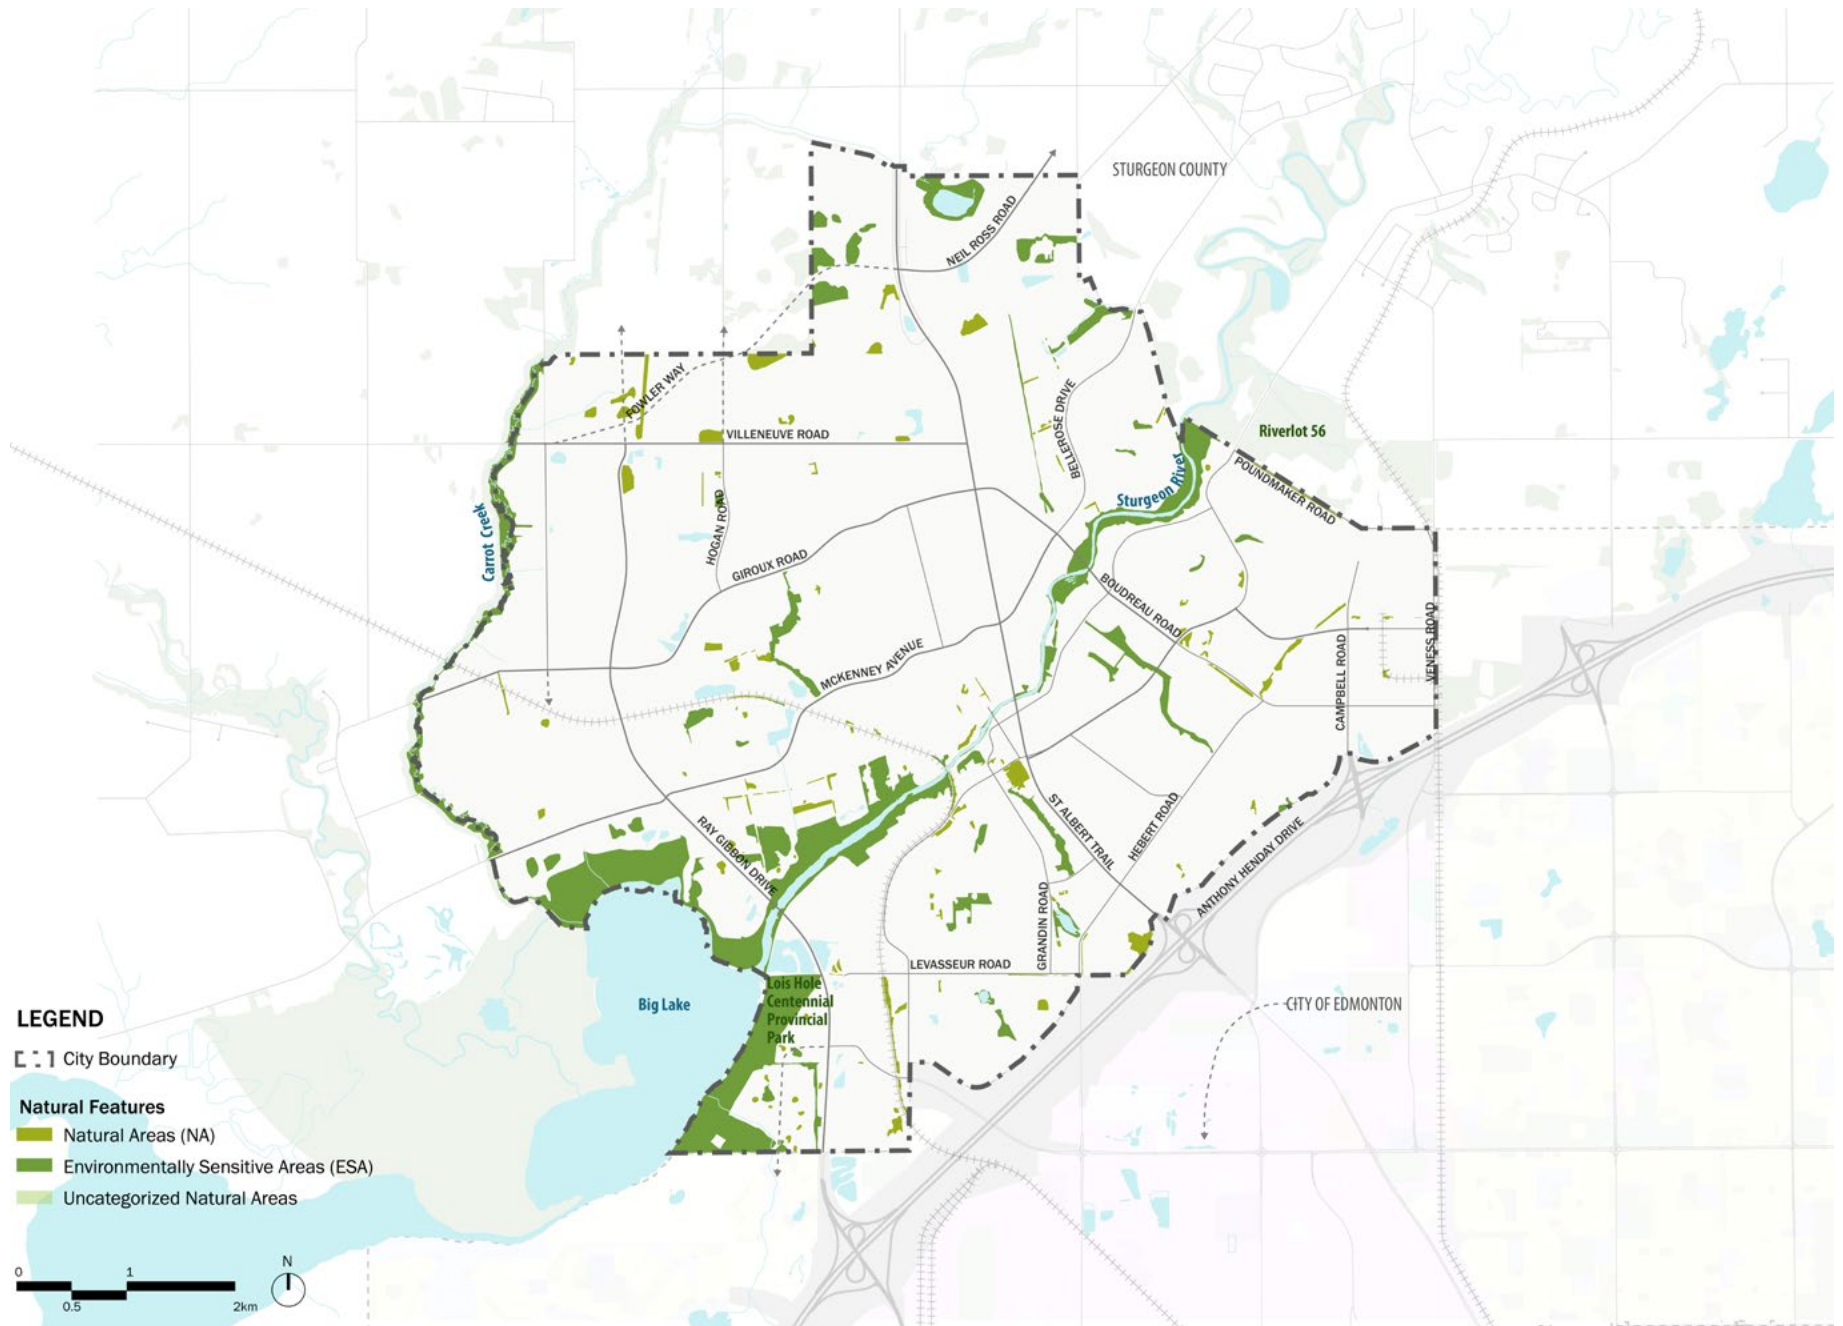 STURGEON COUNTY
NEIL ROSS ROAD
FOWLER WAY
BELLEROSE DRIVE
VILLENEUVE ROAD
Riverlot 56
Sturgeon River
POUNDMAKER ROAD
Carrot Creek
HOGAN ROAD
GIROUX ROAD
BOUDREAU ROAD
VENESS ROAD
MCKENNEY AVENUE
CAMPBELL ROAD
RAY GIBBON DRIVE
ST ALBERT TRAIL
HEBERT ROAD
ANTHONY HENDAY DRIVE
GRANDIN ROAD
LEVASSEUR ROAD
Lois Hole
Centennial
Provincial
Park
Big Lake
CITY OF EDMONTON
LEGEND
City Boundary
Natural Features
Natural Areas (NA)
Environmentally Sensitive Areas (ESA)
Uncategorized Natural Areas
N
0 1
0.5 2km